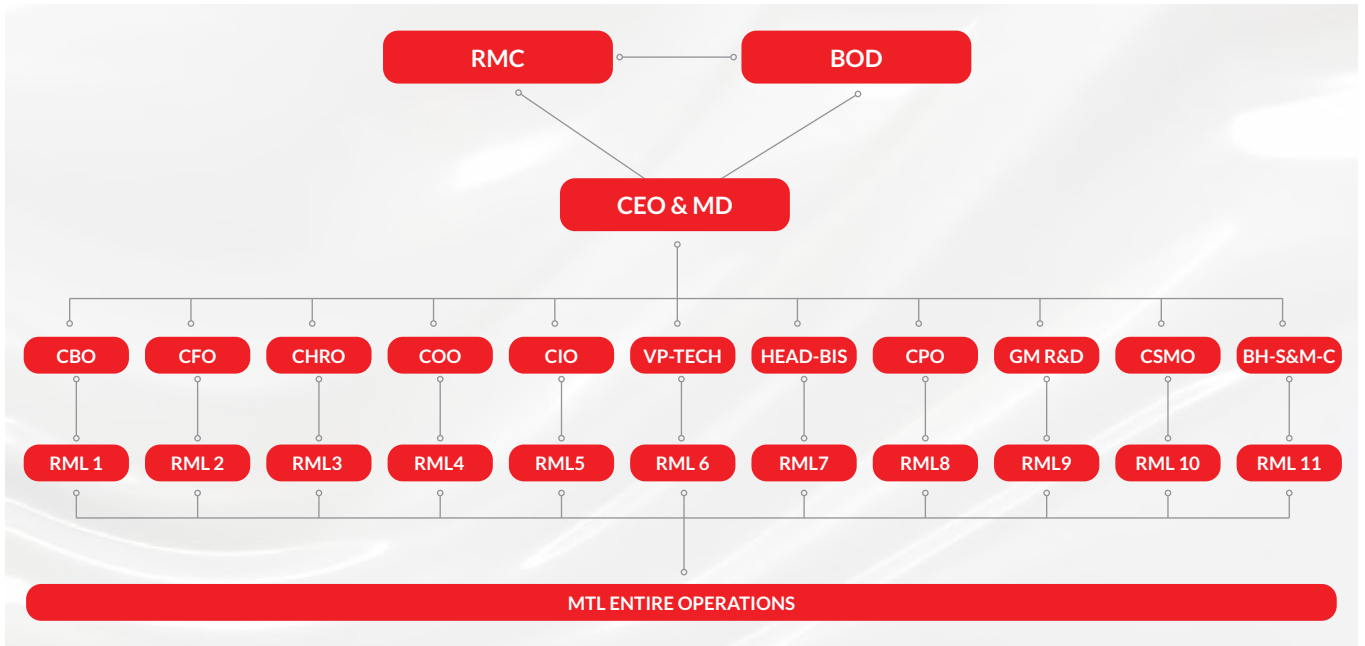 RMC
BOD
CEO & MD
CBO
CFO
CHRO
COO
CIO
VP-TECH
HEAD-BIS
CPO
GM R&D
CSMO
BH-S&M-C
RML 1
RML 2
RML3
RML4
RML5
RML 6
RML7
RML8
RML9
RML 10
RML 11
MTL ENTIRE OPERATIONS